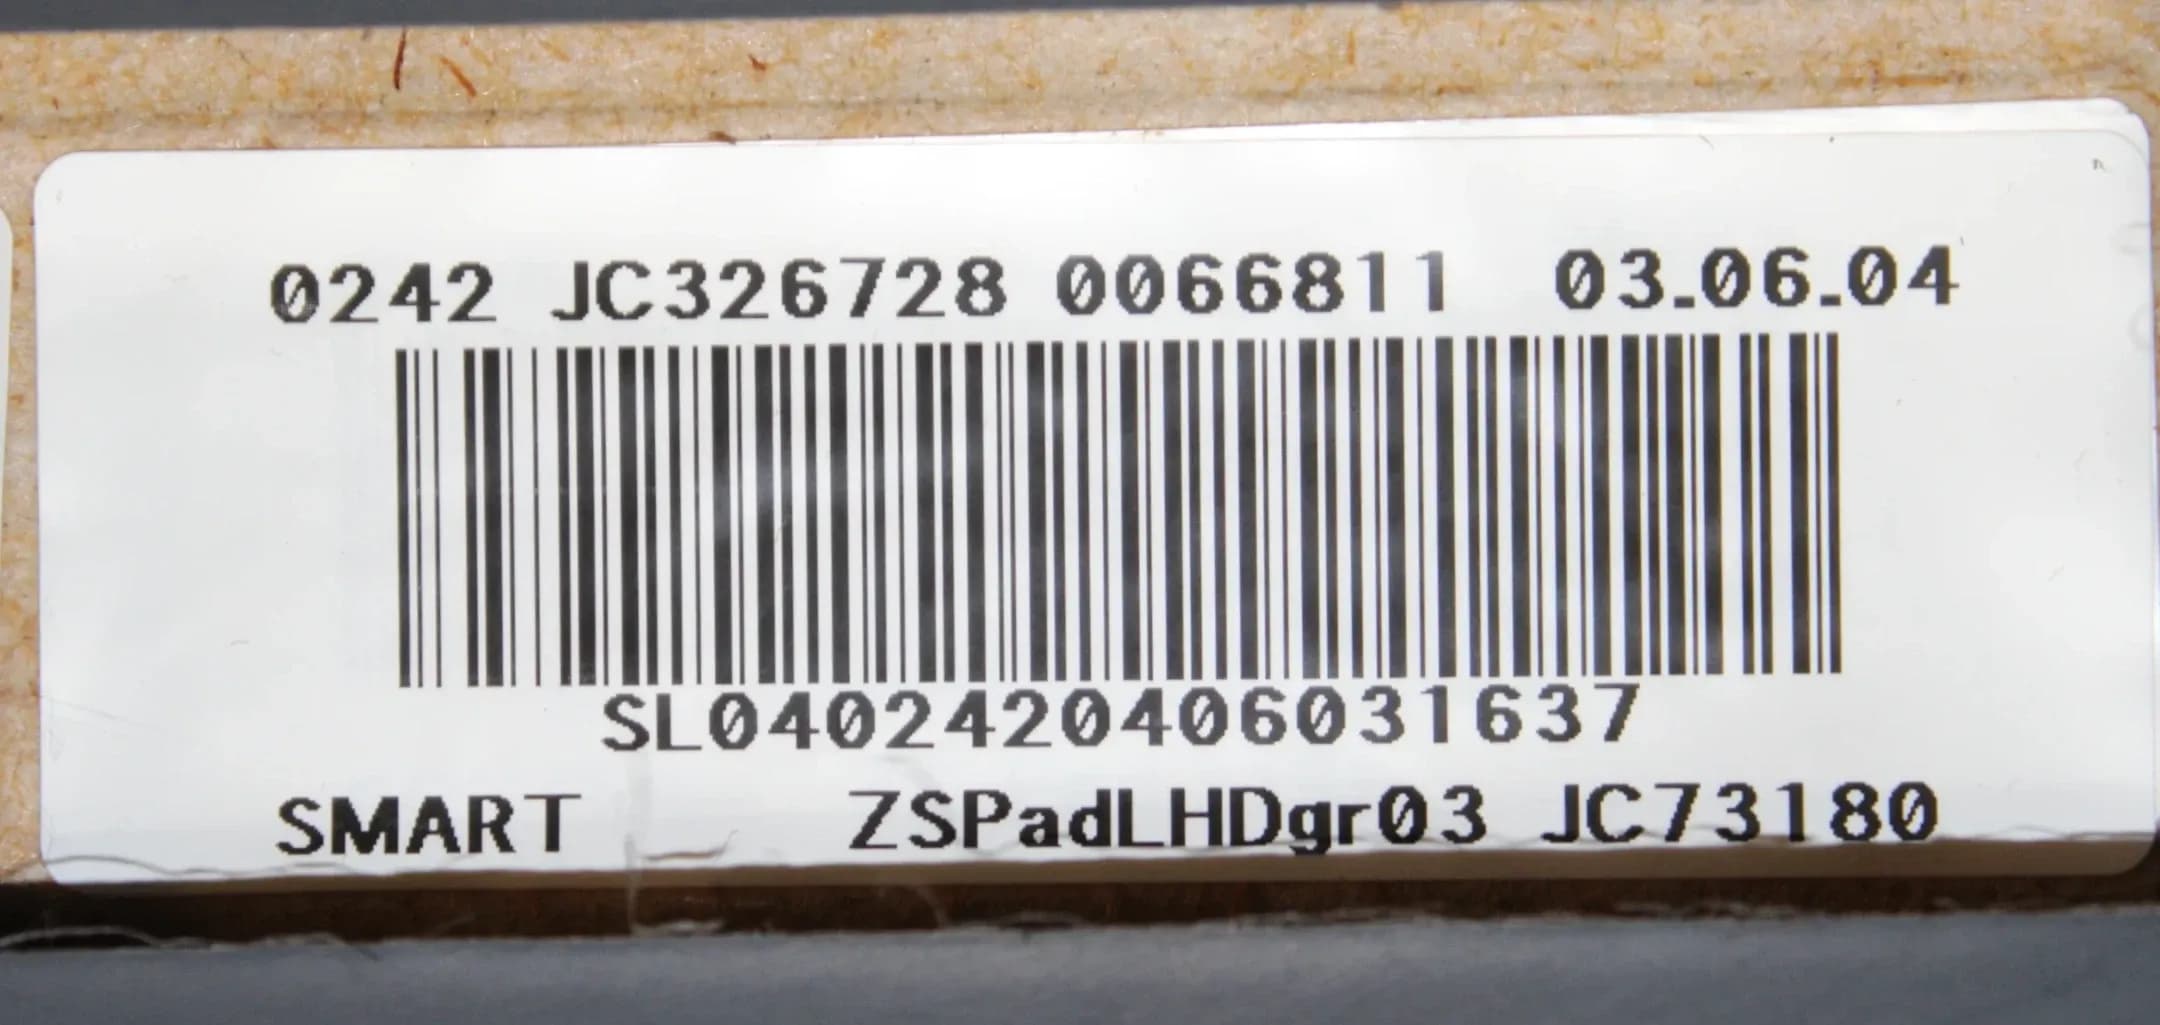 0242 JC326728 0066811 03.06.04
SL0402420406031637
SMART ZSPadLHDgr03 JC73180